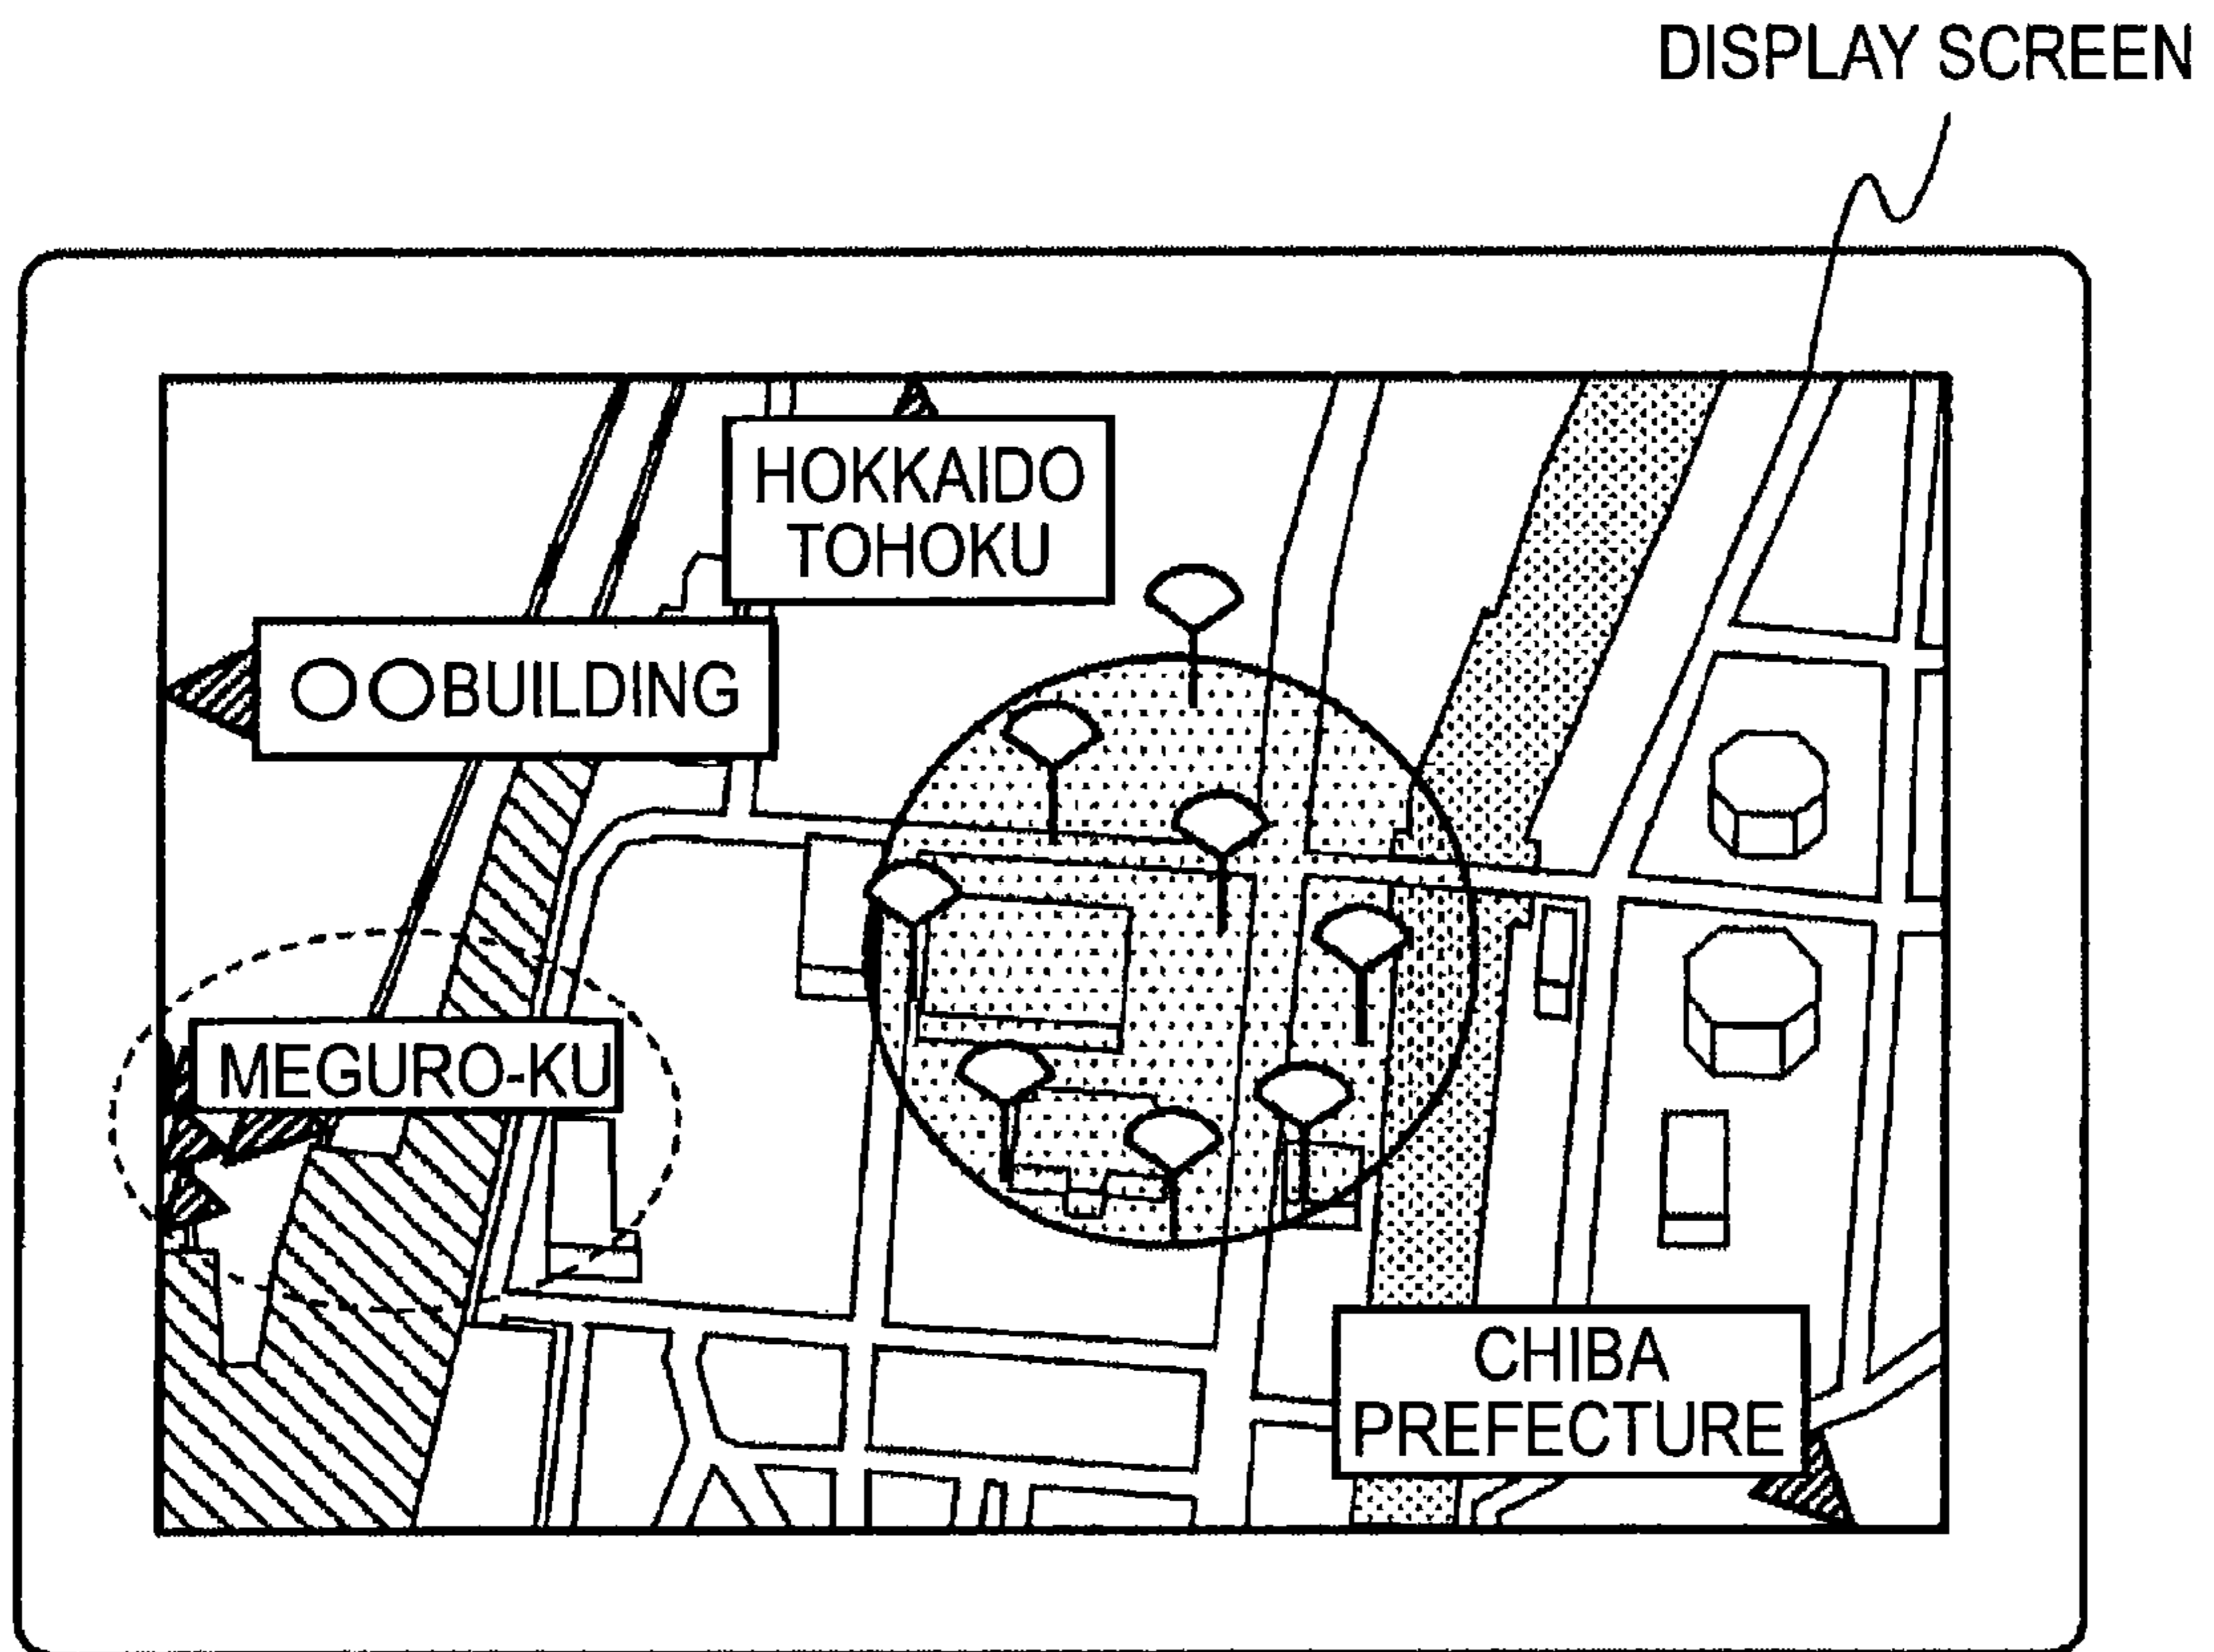 DISPLAY SCREEN
HOKKAIDO
TOHOKU
○○BUILDING
MEGURO-KU
CHIBA
PREFECTURE